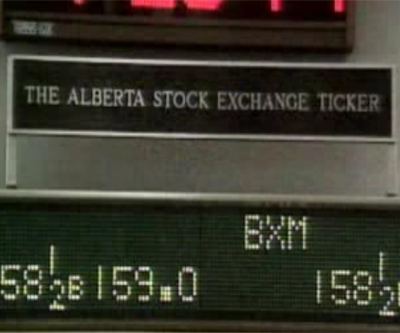 THE ALBERTA STOCK EXCHANGE TICKER
BXM
58½B 159.0 158½